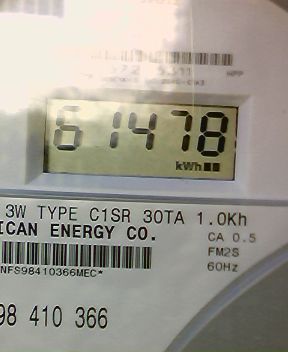 61478
kWh
3W TYPE C1SR 30TA 1.0Kh
ICAN ENERGY CO.
CA 0.5
FM2S
60Hz
NFS98410366MEC*
98 410 366